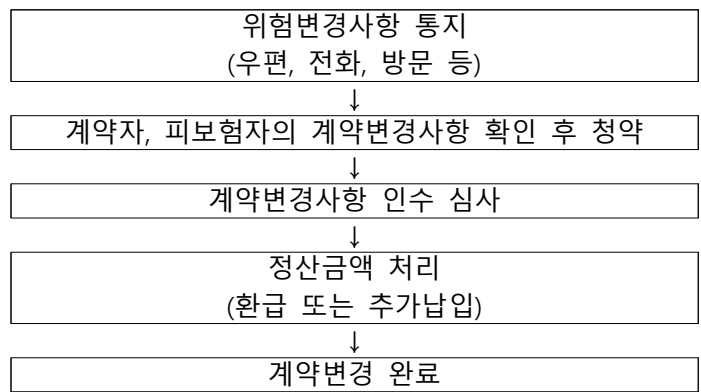 위험변경사항 통지
(우편, 전화, 방문 등)
↓
계약자, 피보험자의 계약변경사항 확인 후 청약
↓
계약변경사항 인수 심사
↓
정산금액 처리
(환급 또는 추가납입)
↓
계약변경 완료